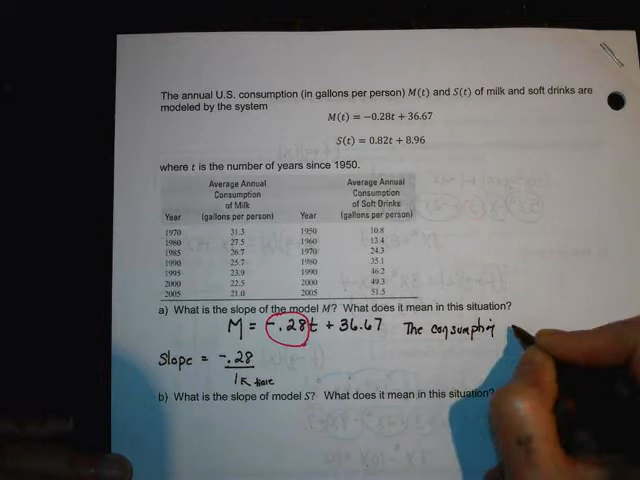 The annual U.S. consumption (in gallons per person) M(t) and S(t) of milk and soft drinks are
modeled by the system
M(t) = −0.28t + 36.67
S(t) = 0.82t + 8.96
where t is the number of years since 1950.
Average Annual Average Annual
Consumption Consumption
of Milk of Soft Drinks
Year (gallons per person) Year (gallons per person)
1970 31.3 1950 10.8
1980 27.5 1960 13.4
1985 26.7 1970 24.3
1990 25.7 1980 35.1
1995 23.9 1990 46.2
2000 22.5 2000 49.3
2005 21.0 2005 51.5
a) What is the slope of the model M? What does it mean in this situation?
M = -.28t + 36.67 The consumption
Slope = -.28
1 time
b) What is the slope of model S? What does it mean in this situation?